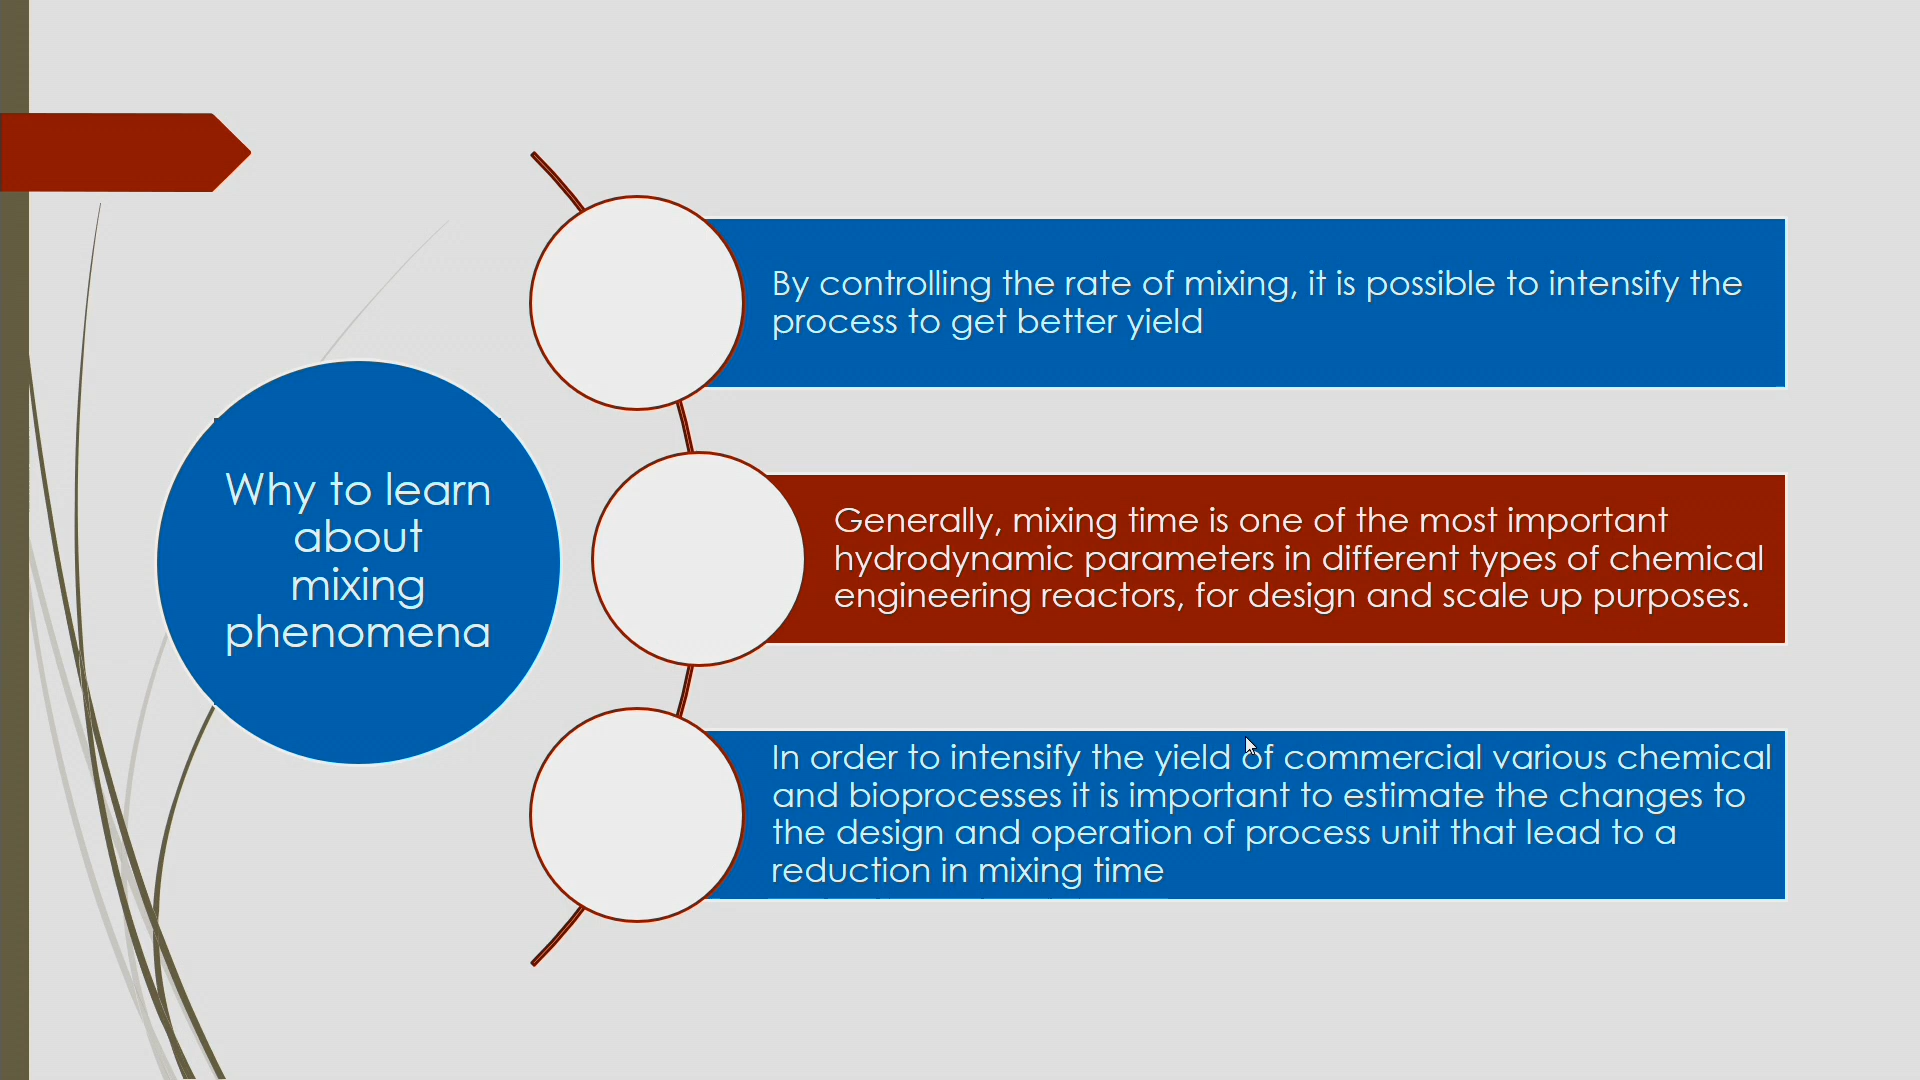 Why to learn
about
mixing
phenomena
By controlling the rate of mixing, it is possible to intensify the
process to get better yield
Generally, mixing time is one of the most important
hydrodynamic parameters in different types of chemical
engineering reactors, for design and scale up purposes.
In order to intensify the yield of commercial various chemical
and bioprocesses it is important to estimate the changes to
the design and operation of process unit that lead to a
reduction in mixing time